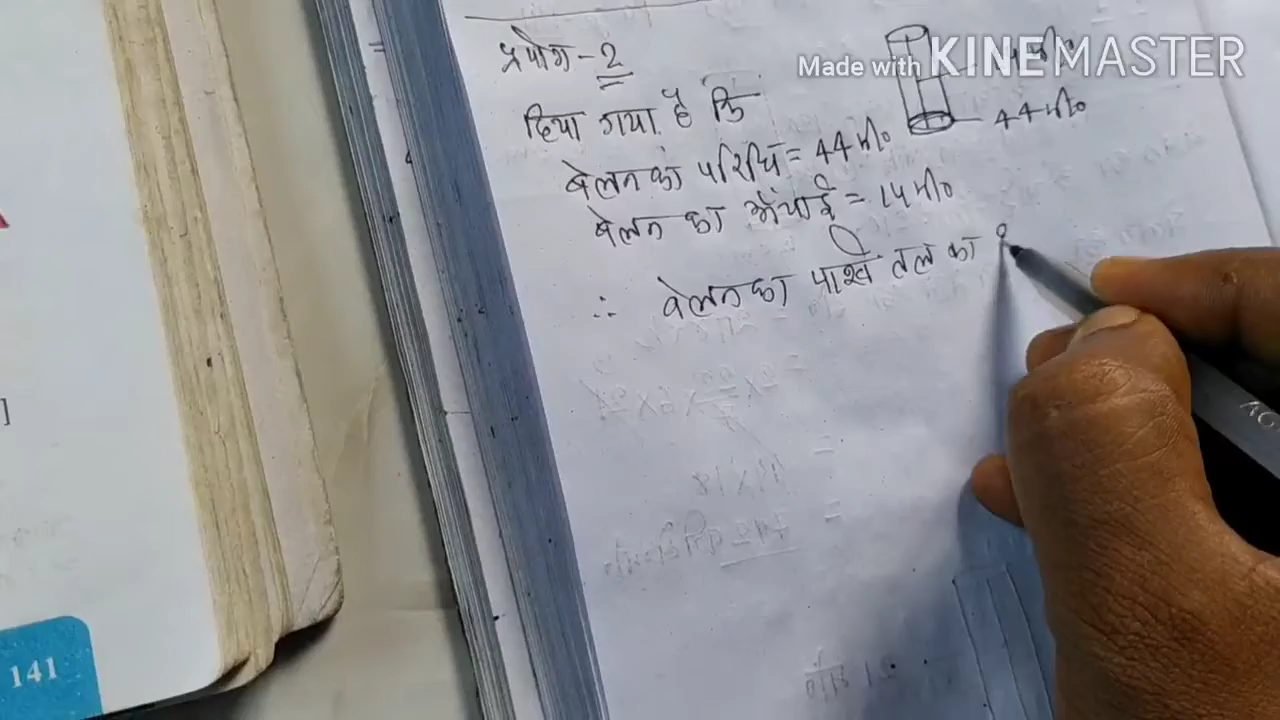 Made with KINEMASTER
प्रयोग-2
दिया गया है कि
44 मी०
बेलन का परिधि = 44 मी०
बेलन का ऊँचाई = 14 मी०
∴ बेलन का पार्श्व तल का
]
141